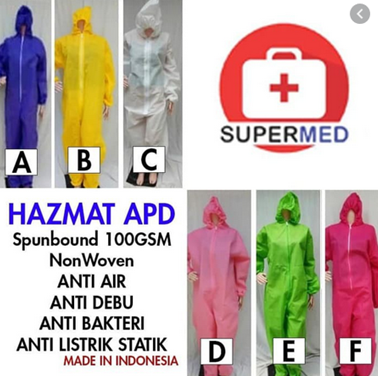 SUPERMED
A
B
C
HAZMAT APD
Spunbound 100GSM
NonWoven
ANTI AIR
ANTI DEBU
ANTI BAKTERI
ANTI LISTRIK STATIK
MADE IN INDONESIA
D
E
F